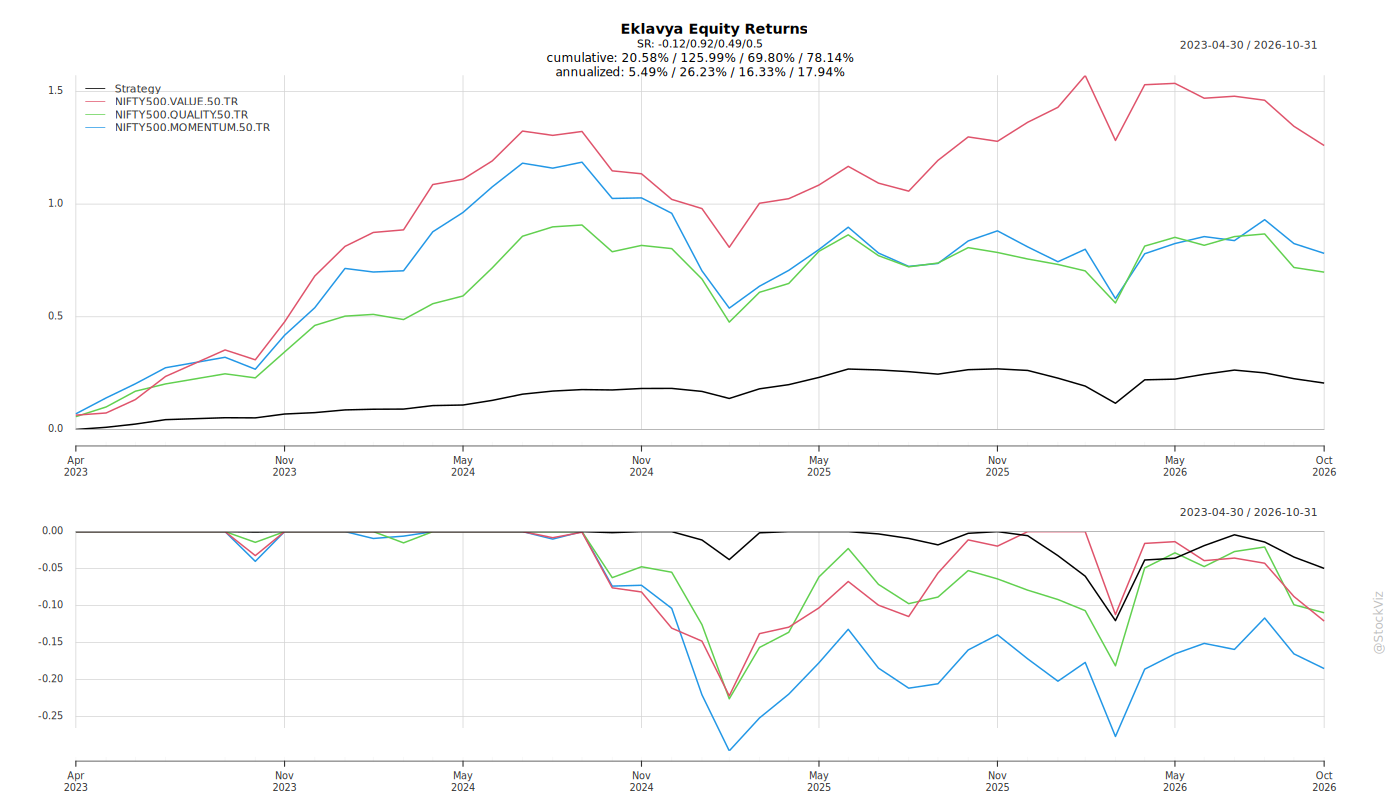 Eklavya Equity Returns
SR: -0.12/0.92/0.49/0.5
cumulative: 20.58% / 125.99% / 69.80% / 78.14%
annualized: 5.49% / 26.23% / 16.33% / 17.94%
2023-04-30 / 2026-10-31
Strategy
NIFTY500.VALUE.50.TR
NIFTY500.QUALITY.50.TR
NIFTY500.MOMENTUM.50.TR
1.5
1.0
0.5
0.0
Apr Nov May Nov May Nov May Oct
2023 2023 2024 2024 2025 2025 2026 2026
2023-04-30 / 2026-10-31
0.00
-0.05
-0.10
-0.15
-0.20
-0.25
Apr Nov May Nov May Nov May Oct
2023 2023 2024 2024 2025 2025 2026 2026
@StockViz